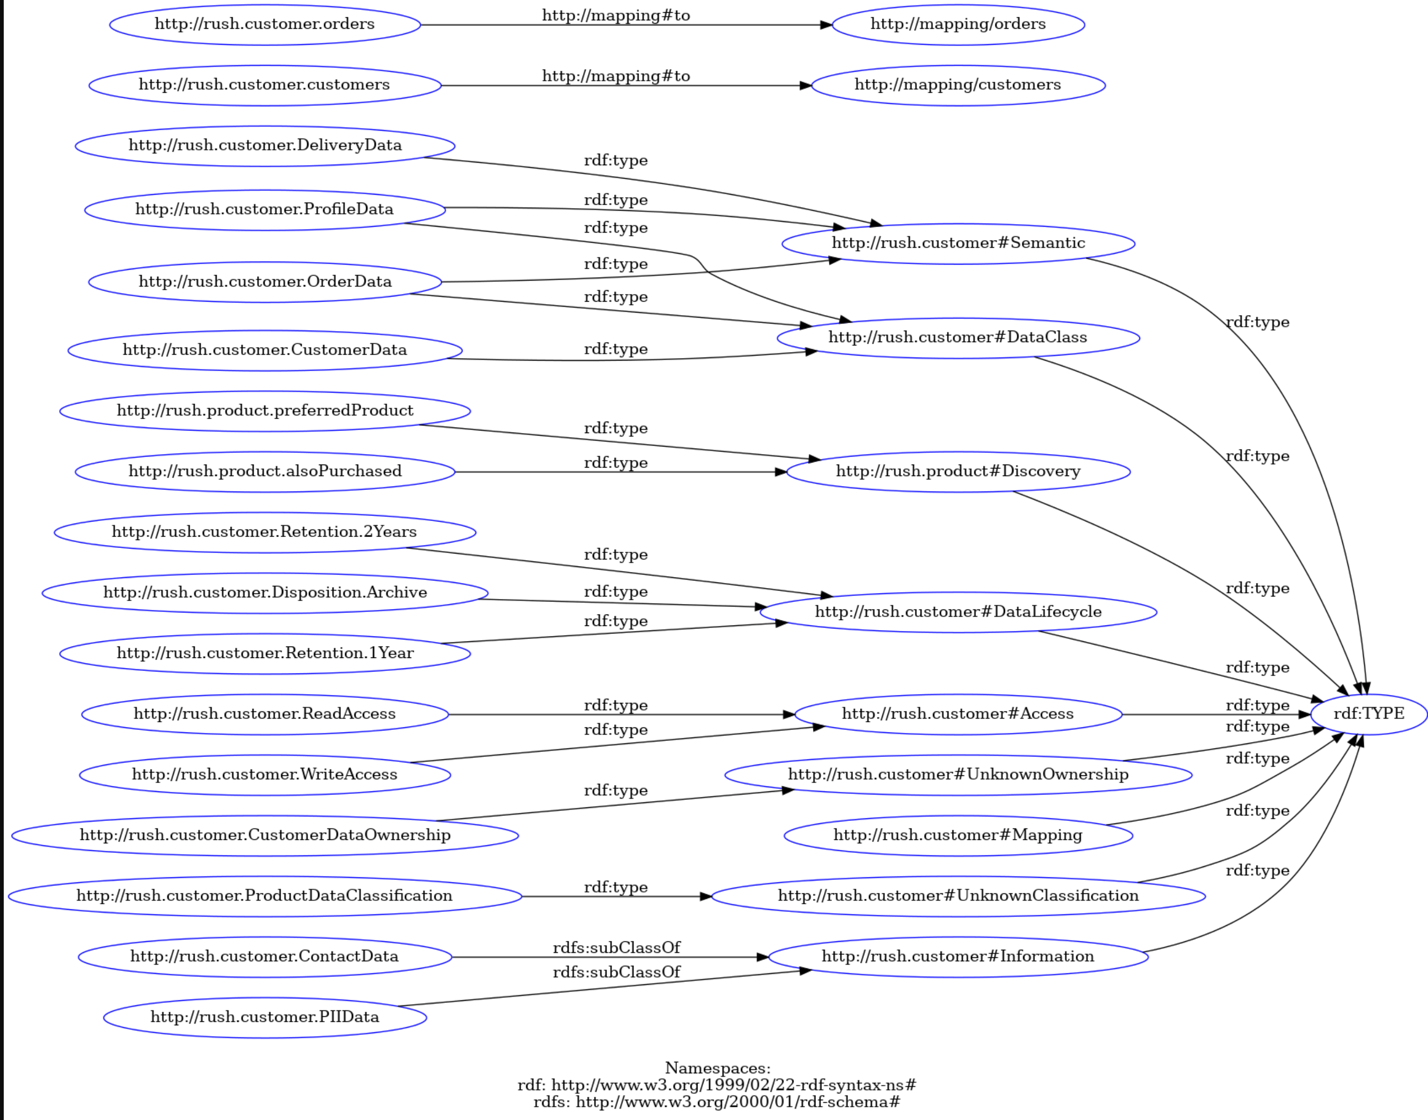 http://rush.customer.orders http://mapping#to http://mapping/orders
http://rush.customer.customers http://mapping#to http://mapping/customers
http://rush.customer.DeliveryData
rdf:type
http://rush.customer.ProfileData rdf:type
rdf:type
http://rush.customer#Semantic
rdf:type
http://rush.customer.OrderData
rdf:type
rdf:type
http://rush.customer#DataClass
http://rush.customer.CustomerData rdf:type
http://rush.product.preferredProduct
rdf:type
rdf:type
http://rush.product.alsoPurchased rdf:type http://rush.product#Discovery
http://rush.customer.Retention.2Years
rdf:type
http://rush.customer.Disposition.Archive rdf:type rdf:type
http://rush.customer#DataLifecycle
rdf:type
http://rush.customer.Retention.1Year
rdf:type
http://rush.customer.ReadAccess rdf:type http://rush.customer#Access rdf:type rdf:TYPE
rdf:type rdf:type
rdf:type
http://rush.customer.WriteAccess http://rush.customer#UnknownOwnership
rdf:type
rdf:type
http://rush.customer.CustomerDataOwnership http://rush.customer#Mapping
rdf:type
http://rush.customer.ProductDataClassification rdf:type http://rush.customer#UnknownClassification
http://rush.customer.ContactData rdfs:subClassOf http://rush.customer#Information
rdfs:subClassOf
http://rush.customer.PIIData
Namespaces:
rdf: http://www.w3.org/1999/02/22-rdf-syntax-ns#
rdfs: http://www.w3.org/2000/01/rdf-schema#